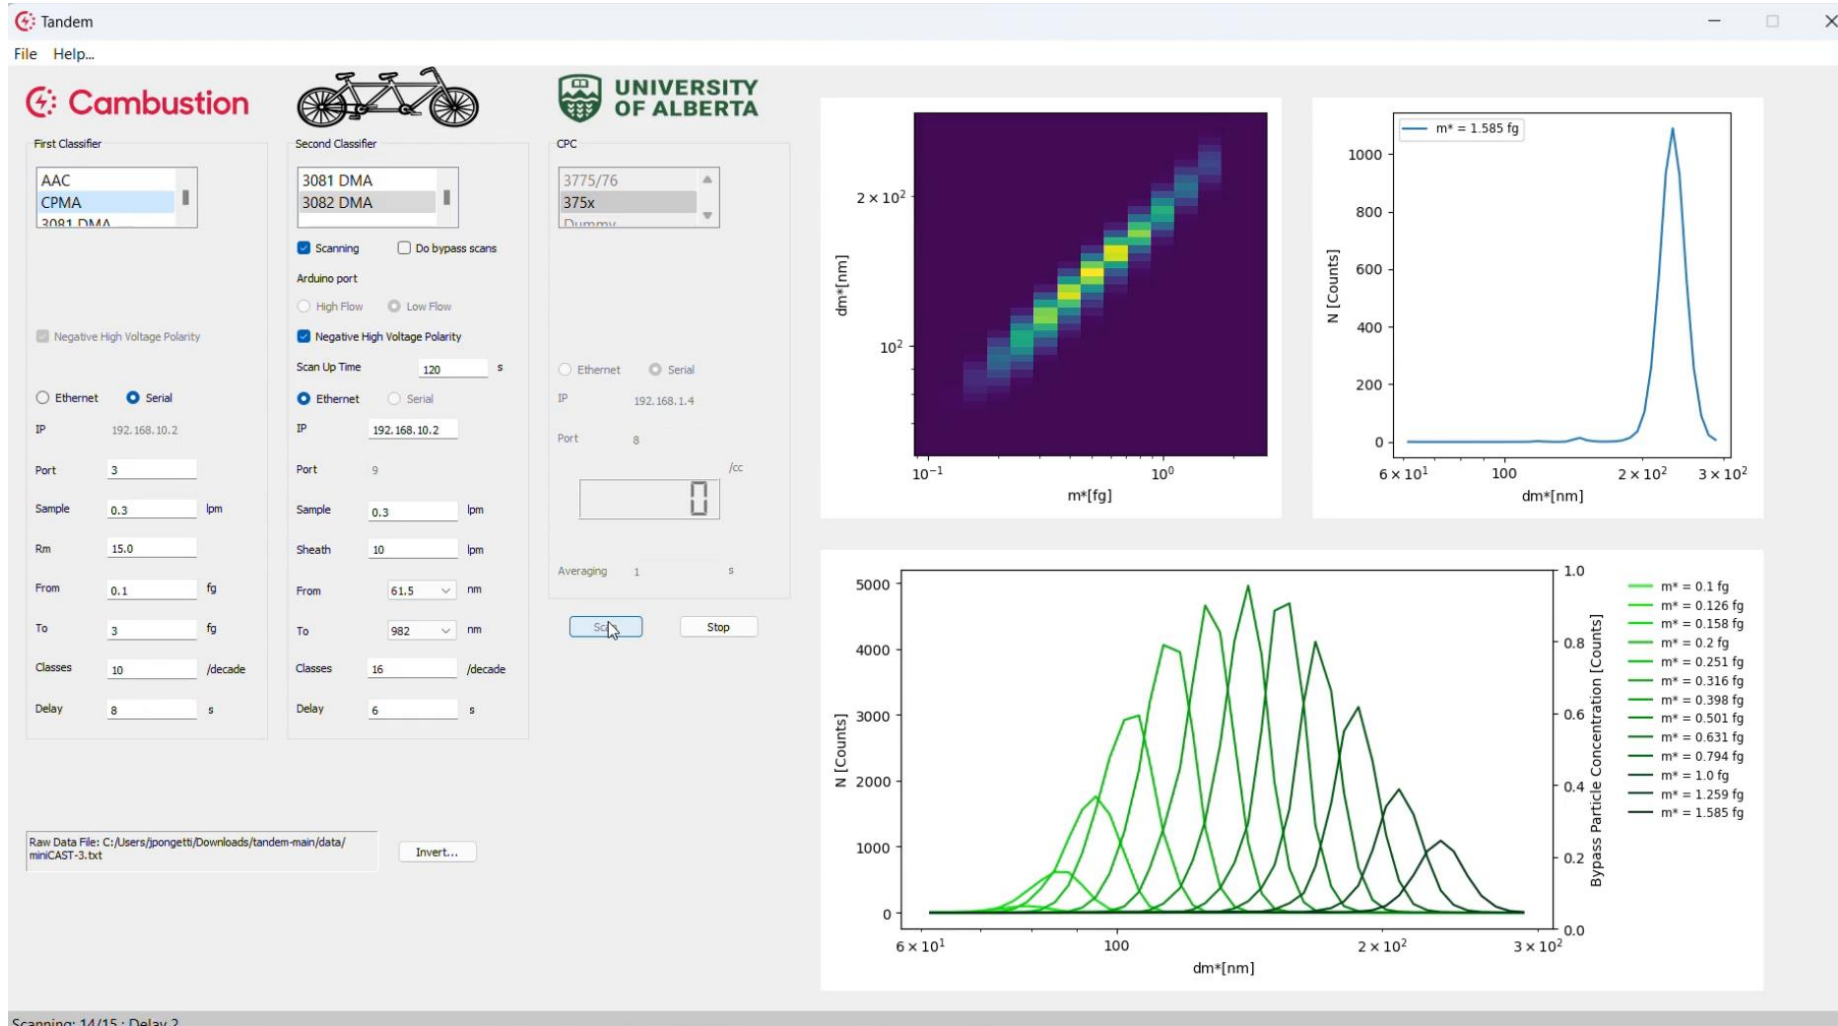 Tandem
File Help...
Cambustion
UNIVERSITY
OF ALBERTA
First Classifier
AAC
CPMA
3081 DMA
Negative High Voltage Polarity
Ethernet Serial
IP 192.168.10.2
Port 3
Sample 0.3 lpm
Rm 15.0
From 0.1 fg
To 3 fg
Classes 10 /decade
Delay 8 s
Second Classifier
3081 DMA
3082 DMA
Scanning Do bypass scans
Arduino port
High Flow Low Flow
Negative High Voltage Polarity
Scan Up Time 120 s
Ethernet Serial
IP 192.168.10.2
Port 9
Sample 0.3 lpm
Sheath 10 lpm
From 61.5 nm
To 982 nm
Classes 16 /decade
Delay 6 s
CPC
3775/76
375x
Dummy
Ethernet Serial
IP 192.168.1.4
Port 8
/cc
0
Averaging 1 s
Scan Stop
Raw Data File: C:/Users/jpongetti/Downloads/tandem-main/data/
miniCAST-3.txt
Invert...
dm*[nm]
2 × 10²
10²
10⁻¹ 10⁰
m*[fg]
m* = 1.585 fg
N [Counts]
1000
800
600
400
200
0
6 × 10¹ 100 2 × 10² 3 × 10²
dm*[nm]
N [Counts]
5000
4000
3000
2000
1000
0
6 × 10¹ 100 2 × 10² 3 × 10²
dm*[nm]
1.0
0.8
0.6
0.4
0.2
0.0
Bypass Particle Concentration [Counts]
m* = 0.1 fg
m* = 0.126 fg
m* = 0.158 fg
m* = 0.2 fg
m* = 0.251 fg
m* = 0.316 fg
m* = 0.398 fg
m* = 0.501 fg
m* = 0.631 fg
m* = 0.794 fg
m* = 1.0 fg
m* = 1.259 fg
m* = 1.585 fg
Scanning: 14/15 : Delay 2